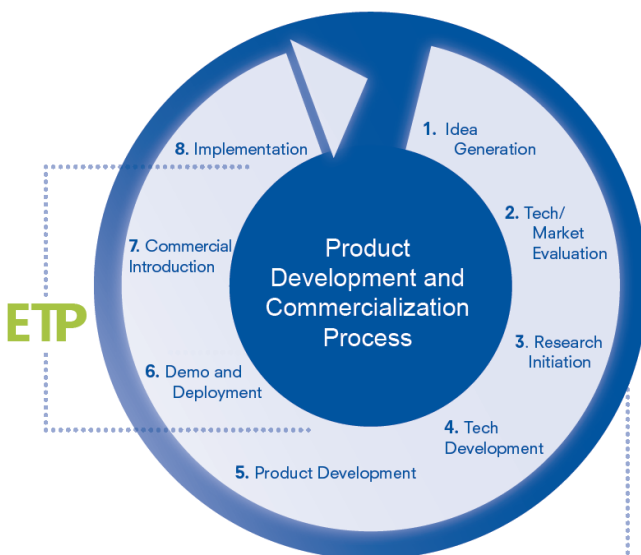 1. Idea
Generation
2. Tech/
Market
Evaluation
3. Research
Initiation
4. Tech
Development
5. Product Development
6. Demo and
Deployment
7. Commercial
Introduction
8. Implementation
Product
Development and
Commercialization
Process
ETP